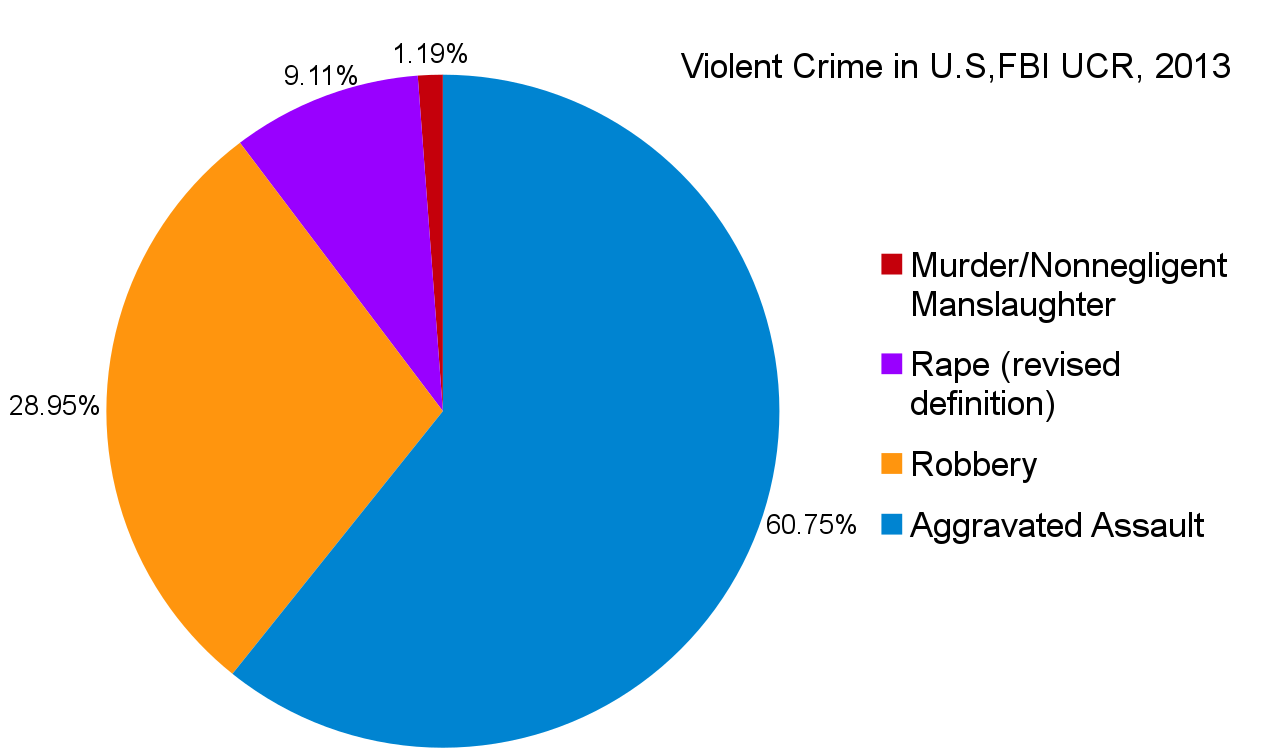 1.19%
Violent Crime in U.S,FBI UCR, 2013
9.11%
Murder/Nonnegligent
Manslaughter
Rape (revised
definition)
28.95%
Robbery
60.75%
Aggravated Assault